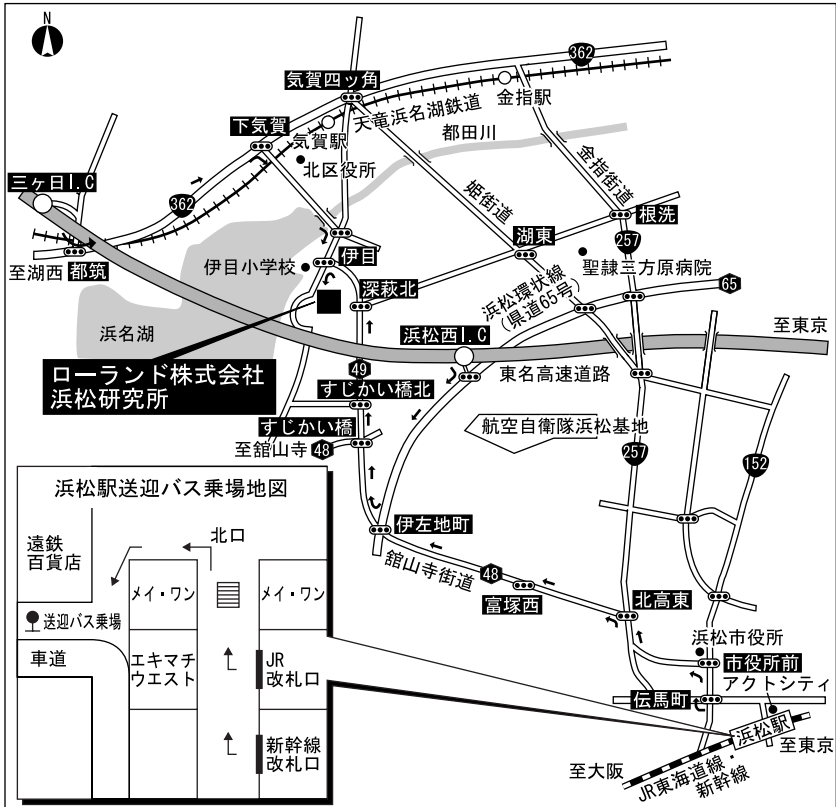 N
362
気賀四ッ角
金指駅
天竜浜名湖鉄道
下気賀
都田川
気賀駅
北区役所
金指街道
三ヶ日I.C
362
姫街道
根洗
湖東
257
至湖西
都筑
伊目小学校
伊目
聖隷三方原病院
深萩北
浜松環状線
(県道65号)
65
浜名湖
浜松西I.C
至東京
ローランド株式会社
浜松研究所
49
東名高速道路
すじかい橋北
すじかい橋
航空自衛隊浜松基地
至舘山寺
48
257
152
伊左地町
舘山寺街道
48
富塚西
北高東
浜松市役所
市役所前
アクトシティ
伝馬町
浜松駅
至東京
至大阪
JR東海道線・
新幹線
浜松駅送迎バス乗場地図
北口
遠鉄
百貨店
メイ・ワン
メイ・ワン
送迎バス乗場
車道
エキマチ
ウエスト
JR
改札口
新幹線
改札口